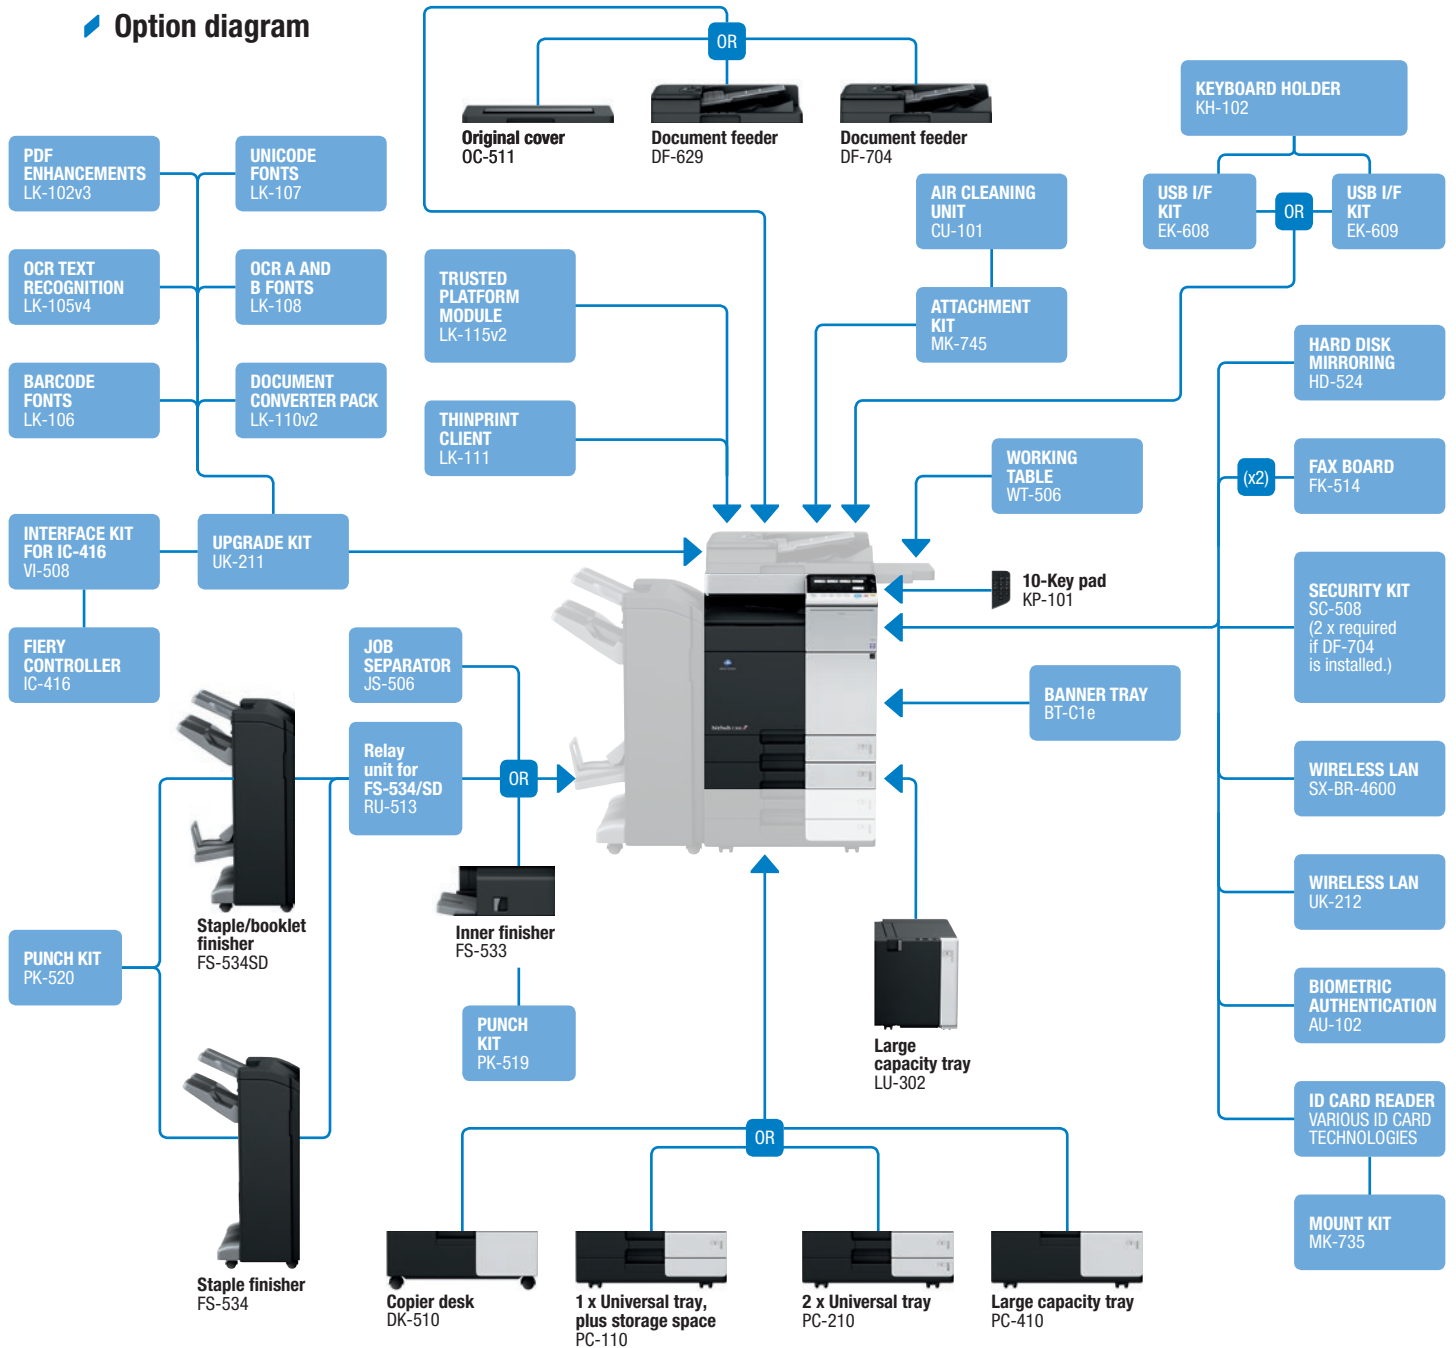 Option diagram
OR
Original cover
OC-511
Document feeder
DF-629
Document feeder
DF-704
KEYBOARD HOLDER
KH-102
USB I/F
KIT
EK-608
OR
USB I/F
KIT
EK-609
PDF
ENHANCEMENTS
LK-102v3
UNICODE
FONTS
LK-107
AIR CLEANING
UNIT
CU-101
OCR TEXT
RECOGNITION
LK-105v4
OCR A AND
B FONTS
LK-108
TRUSTED
PLATFORM
MODULE
LK-115v2
ATTACHMENT
KIT
MK-745
HARD DISK
MIRRORING
HD-524
BARCODE
FONTS
LK-106
DOCUMENT
CONVERTER PACK
LK-110v2
THINPRINT
CLIENT
LK-111
WORKING
TABLE
WT-506
(x2)
FAX BOARD
FK-514
INTERFACE KIT
FOR IC-416
VI-508
UPGRADE KIT
UK-211
10-Key pad
KP-101
SECURITY KIT
SC-508
(2 x required
if DF-704
is installed.)
FIERY
CONTROLLER
IC-416
JOB
SEPARATOR
JS-506
BANNER TRAY
BT-C1e
Relay
unit for
FS-534/SD
RU-513
OR
WIRELESS LAN
SX-BR-4600
WIRELESS LAN
UK-212
Staple/booklet
finisher
FS-534SD
Inner finisher
FS-533
PUNCH KIT
PK-520
BIOMETRIC
AUTHENTICATION
AU-102
PUNCH
KIT
PK-519
Large
capacity tray
LU-302
ID CARD READER
VARIOUS ID CARD
TECHNOLOGIES
OR
MOUNT KIT
MK-735
Staple finisher
FS-534
Copier desk
DK-510
1 x Universal tray,
plus storage space
PC-110
2 x Universal tray
PC-210
Large capacity tray
PC-410